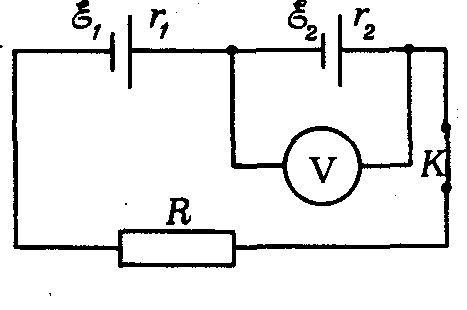 ℰ₁ r₁ ℰ₂ r₂
V
K
R